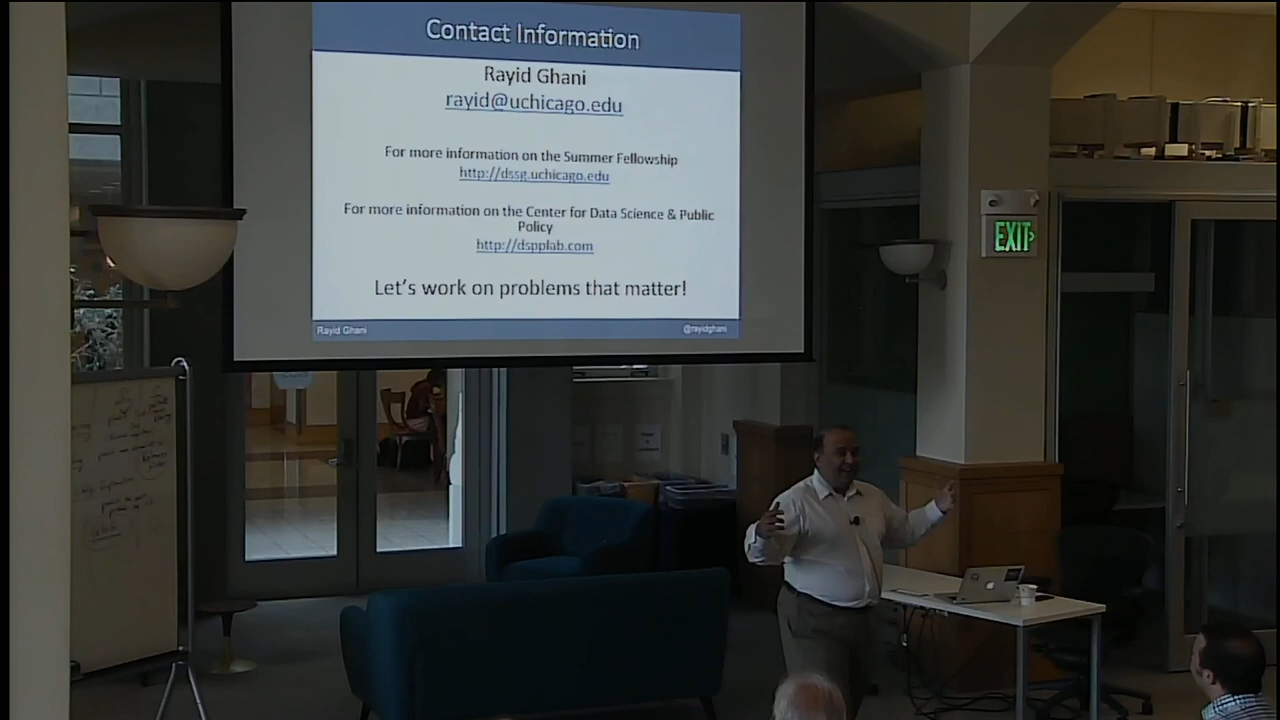 Contact Information
Rayid Ghani
rayid@uchicago.edu
For more information on the Summer Fellowship
http://dssg.uchicago.edu
For more information on the Center for Data Science & Public
Policy
http://dspplab.com
Let's work on problems that matter!
Rayid Ghani @rayidghani
EXIT